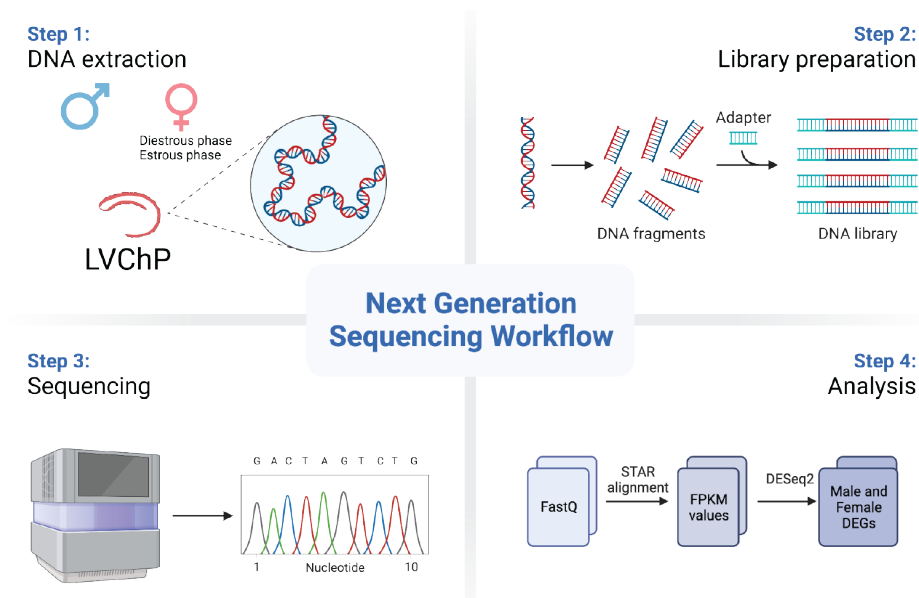 Step 1:
DNA extraction
Diestrous phase
Estrous phase
LVChP
Step 2:
Library preparation
Adapter
DNA fragments
DNA library
Next Generation
Sequencing Workflow
Step 3:
Sequencing
G A C T A G T C T G
1 Nucleotide 10
Step 4:
Analysis
FastQ
STAR
alignment
FPKM
values
DESeq2
Male and
Female
DEGs